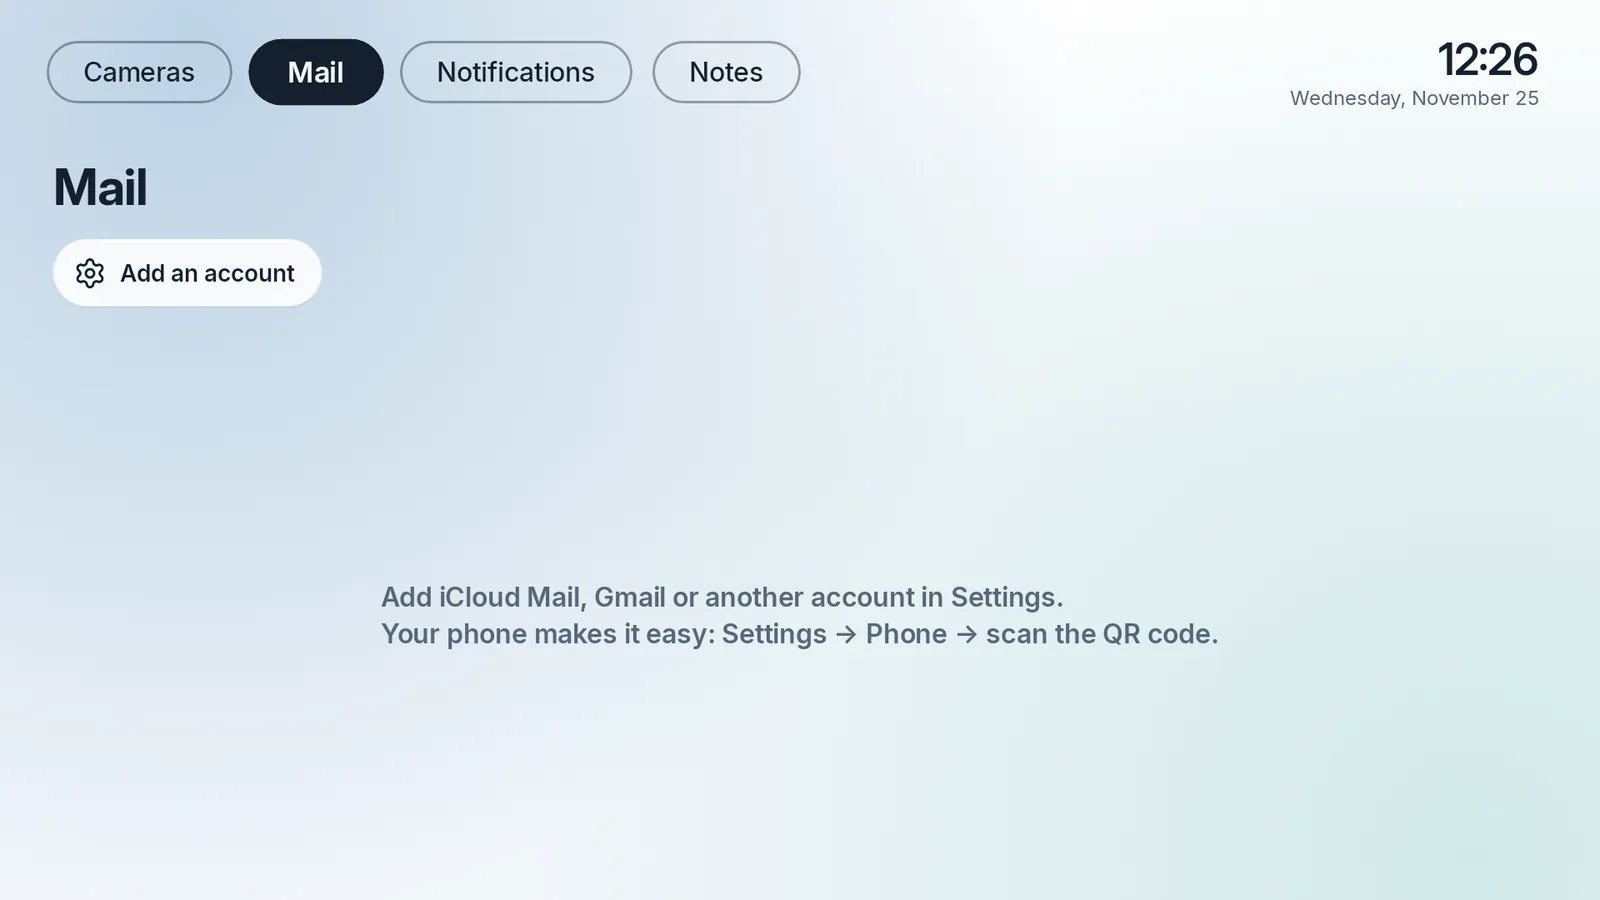 Cameras
Mail
Notifications
Notes
12:26
Wednesday, November 25
Mail
Add an account
Add iCloud Mail, Gmail or another account in Settings.
Your phone makes it easy: Settings → Phone → scan the QR code.